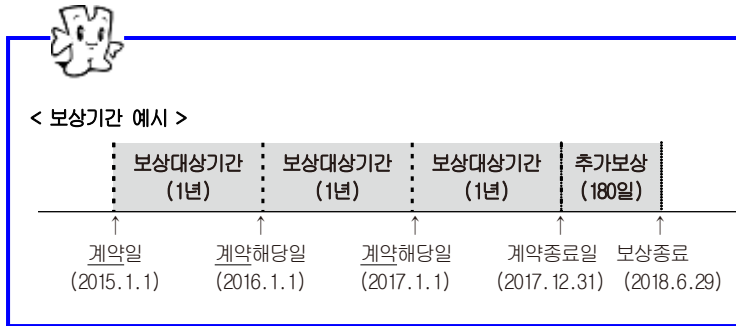 < 보상기간 예시 >
보상대상기간 보상대상기간 보상대상기간 추가보상
(1년) (1년) (1년) (180일)
↑ ↑ ↑ ↑ ↑
계약일 계약해당일 계약해당일 계약종료일 보상종료
(2015.1.1) (2016.1.1) (2017.1.1) (2017.12.31) (2018.6.29)